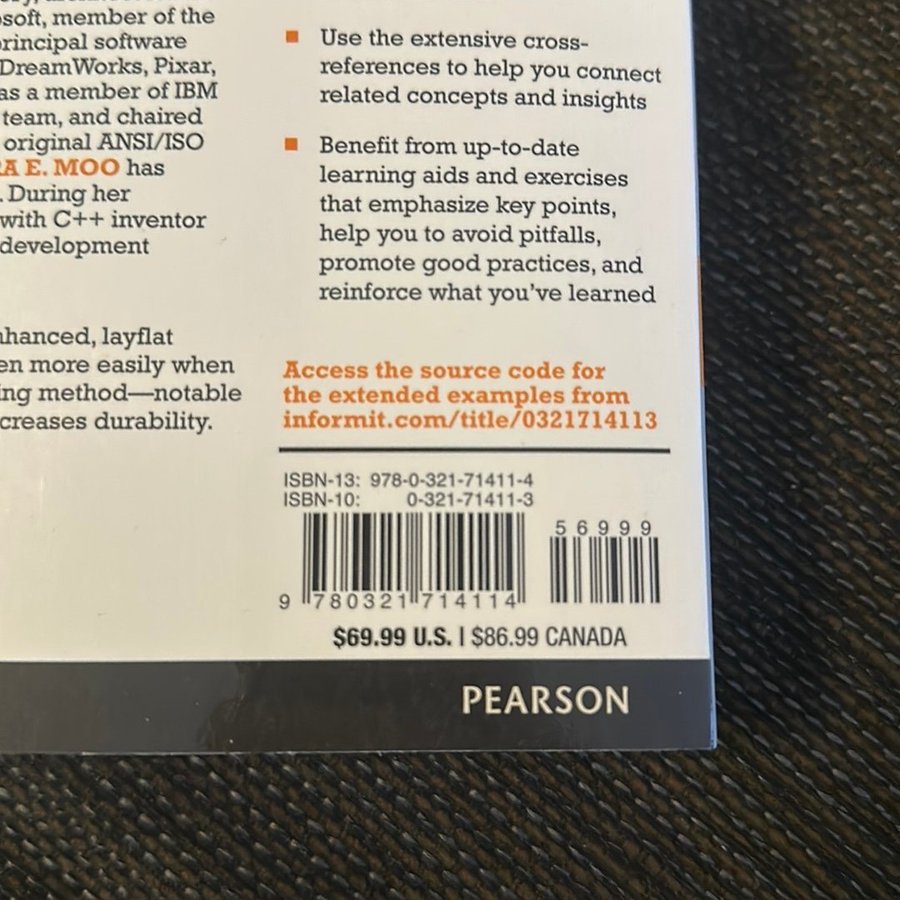 soft, member of the
principal software
DreamWorks, Pixar,
as a member of IBM
team, and chaired
original ANSI/ISO
A E. MOO has
. During her
with C++ inventor
development
nhanced, layflat
en more easily when
ing method—notable
creases durability.
■ Use the extensive cross-
references to help you connect
related concepts and insights
■ Benefit from up-to-date
learning aids and exercises
that emphasize key points,
help you to avoid pitfalls,
promote good practices, and
reinforce what you've learned
Access the source code for
the extended examples from
informit.com/title/0321714113
ISBN-13: 978-0-321-71411-4
ISBN-10: 0-321-71411-3
56999
9 780321 714114
$69.99 U.S. | $86.99 CANADA
PEARSON